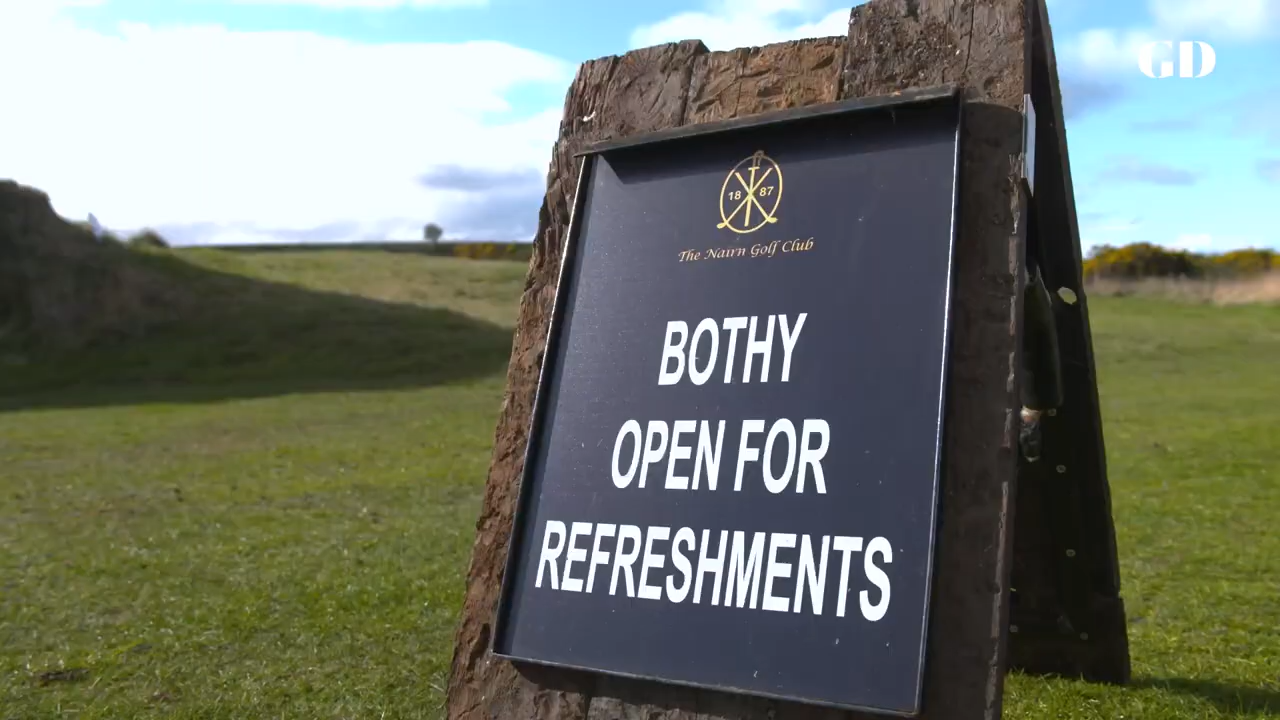 GD
18 87
The Nairn Golf Club
BOTHY
OPEN FOR
REFRESHMENTS